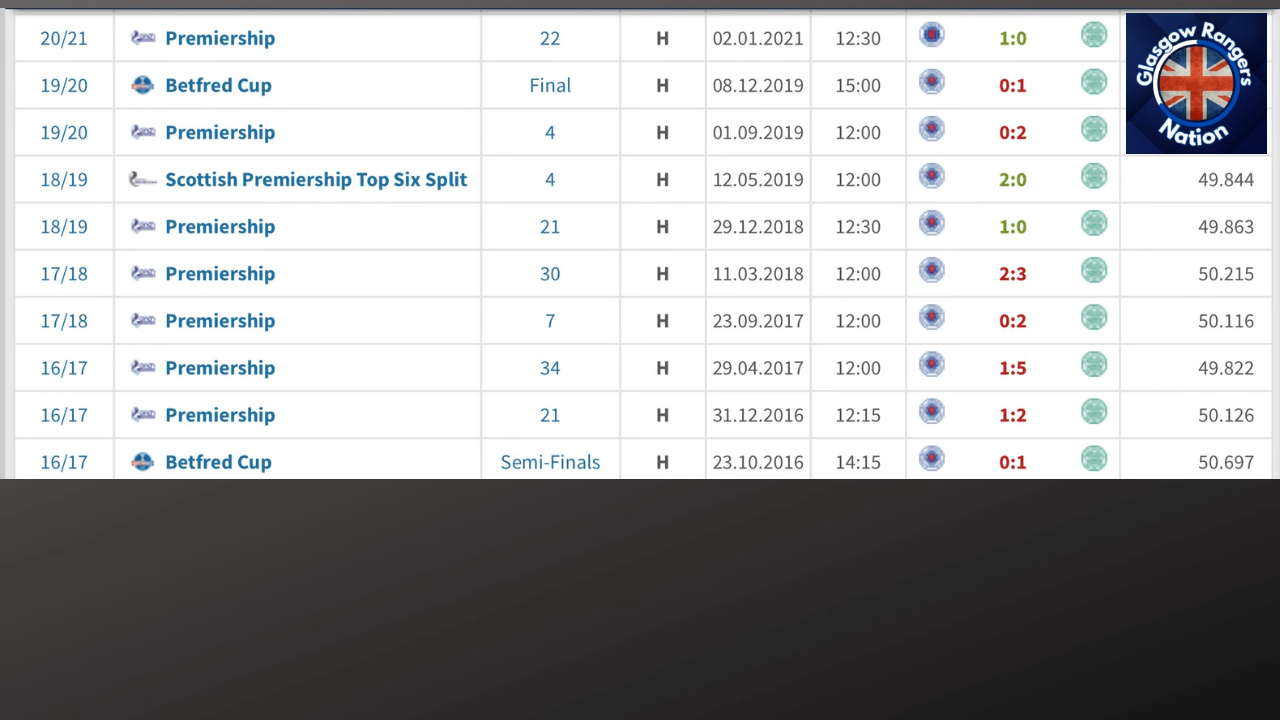 20/21 Premiership 22 H 02.01.2021 12:30 1:0
19/20 Betfred Cup Final H 08.12.2019 15:00 0:1
19/20 Premiership 4 H 01.09.2019 12:00 0:2
18/19 Scottish Premiership Top Six Split 4 H 12.05.2019 12:00 2:0 49.844
18/19 Premiership 21 H 29.12.2018 12:30 1:0 49.863
17/18 Premiership 30 H 11.03.2018 12:00 2:3 50.215
17/18 Premiership 7 H 23.09.2017 12:00 0:2 50.116
16/17 Premiership 34 H 29.04.2017 12:00 1:5 49.822
16/17 Premiership 21 H 31.12.2016 12:15 1:2 50.126
16/17 Betfred Cup Semi-Finals H 23.10.2016 14:15 0:1 50.697
Glasgow Rangers
Nation